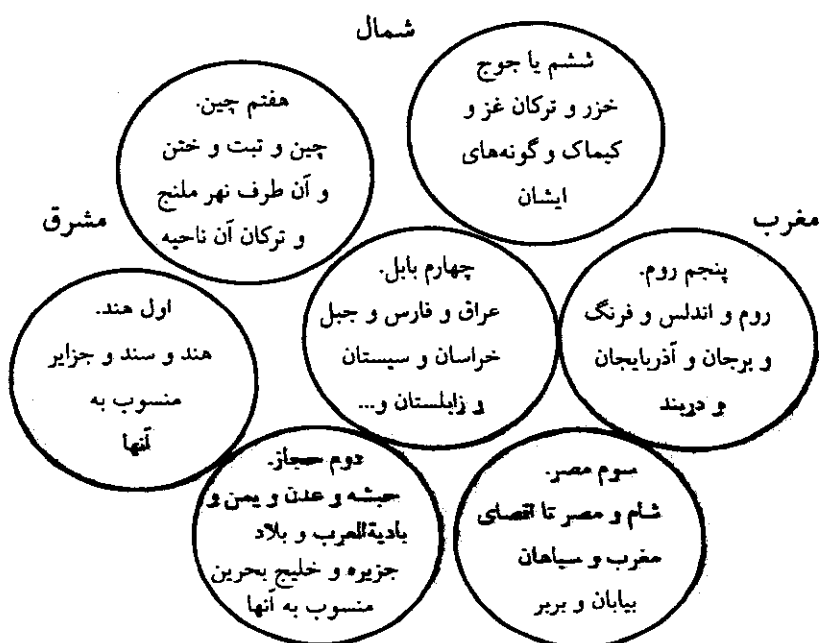 شمال
ششم یا جوج
خزر و ترکان غز و
کیماک و گونه‌های
ایشان
هفتم چین.
چین و تبت و ختن
و آن طرف نهر ملنج
و ترکان آن ناحیه
مغرب
مشرق
پنجم روم.
روم و اندلس و فرنگ
و برجان و آذربایجان
و دربند
چهارم بابل.
عراق و فارس و جبل
خراسان و سیستان
و زابلستان و...
اول هند.
هند و سند و جزایر
منسوب به
آنها
سوم مصر.
شام و مصر تا اقصای
مغرب و سیاهان
بیابان و بربر
دوم حجاز.
حبشه و عدن و یمن و
بادیةالعرب و بلاد
جزیره و خلیج بحرین
منسوب به آنها